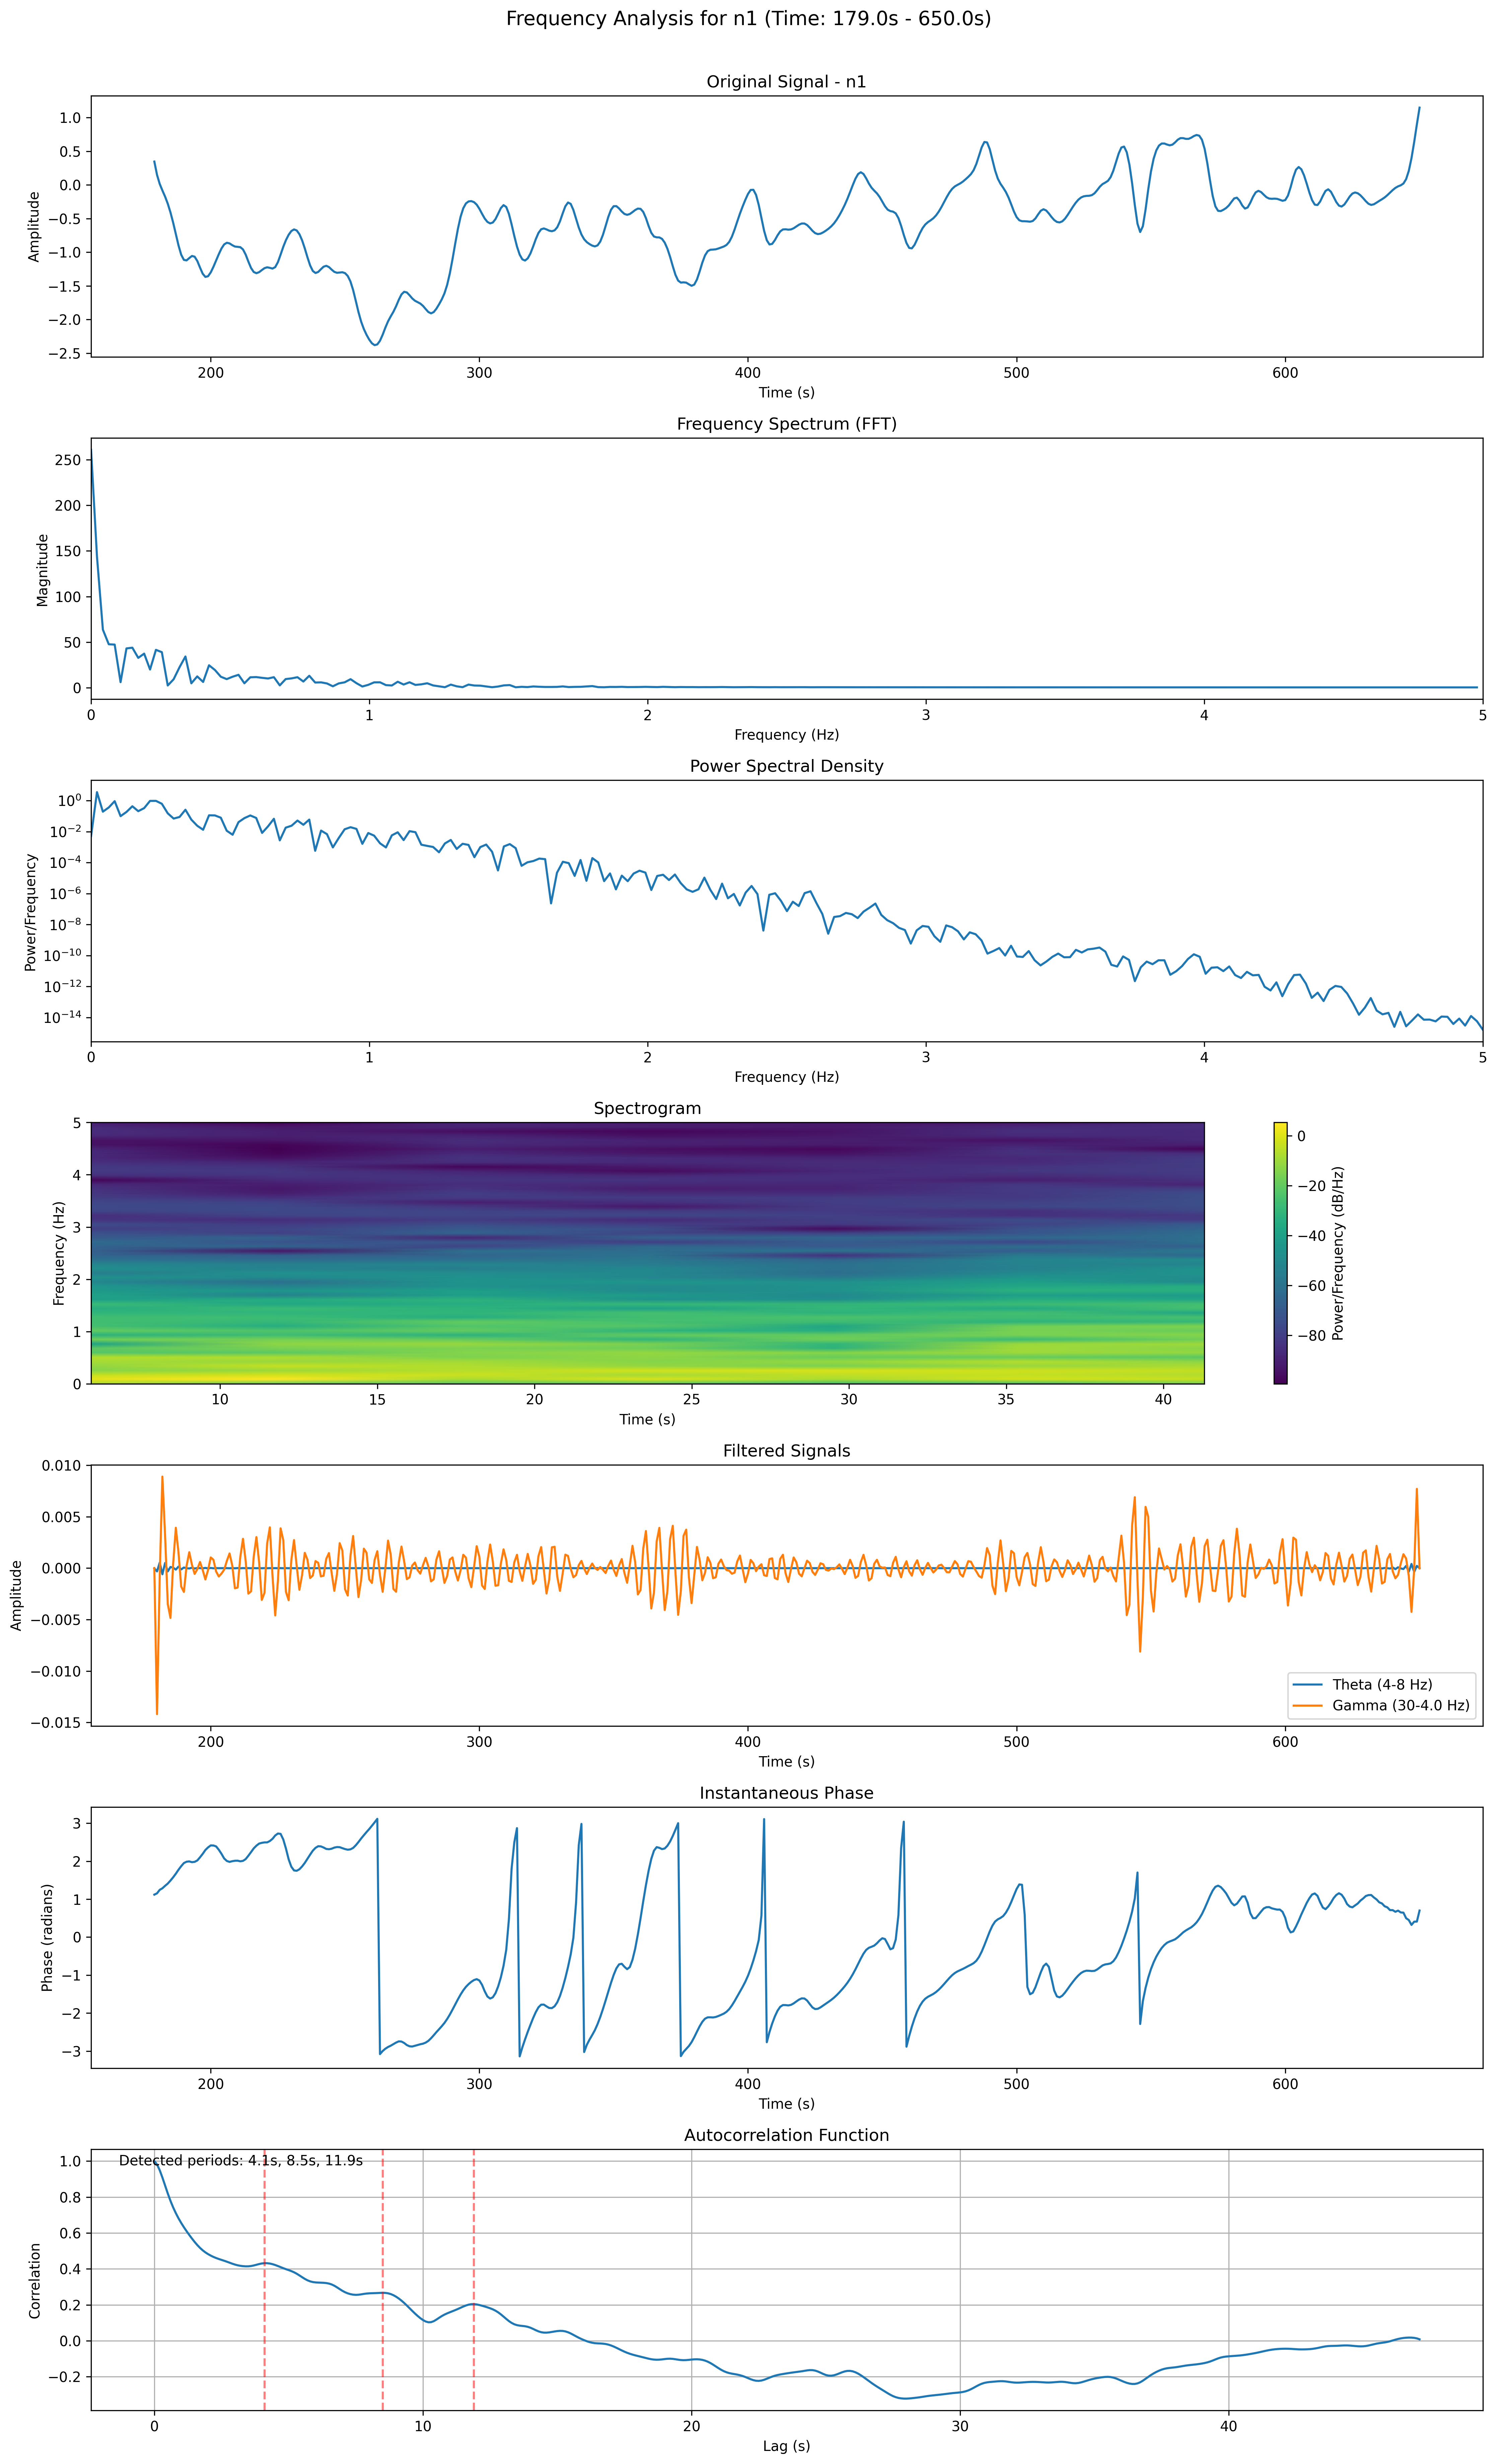 Frequency Analysis for n1 (Time: 179.0s - 650.0s)
Original Signal - n1
1.0
0.5
0.0
−0.5
−1.0
−1.5
−2.0
−2.5
Amplitude
200 300 400 500 600
Time (s)
Frequency Spectrum (FFT)
250
200
150
100
50
0
Magnitude
0 1 2 3 4 5
Frequency (Hz)
Power Spectral Density
10⁰
10⁻²
10⁻⁴
10⁻⁶
10⁻⁸
10⁻¹⁰
10⁻¹²
10⁻¹⁴
Power/Frequency
0 1 2 3 4 5
Frequency (Hz)
Spectrogram
5
4
3
2
1
0
Frequency (Hz)
10 15 20 25 30 35 40
Time (s)
0
−20
−40
−60
−80
Power/Frequency (dB/Hz)
Filtered Signals
0.010
0.005
0.000
−0.005
−0.010
−0.015
Amplitude
Theta (4-8 Hz)
Gamma (30-4.0 Hz)
200 300 400 500 600
Time (s)
Instantaneous Phase
3
2
1
0
−1
−2
−3
Phase (radians)
200 300 400 500 600
Time (s)
Autocorrelation Function
Detected periods: 4.1s, 8.5s, 11.9s
1.0
0.8
0.6
0.4
0.2
0.0
−0.2
Correlation
0 10 20 30 40
Lag (s)